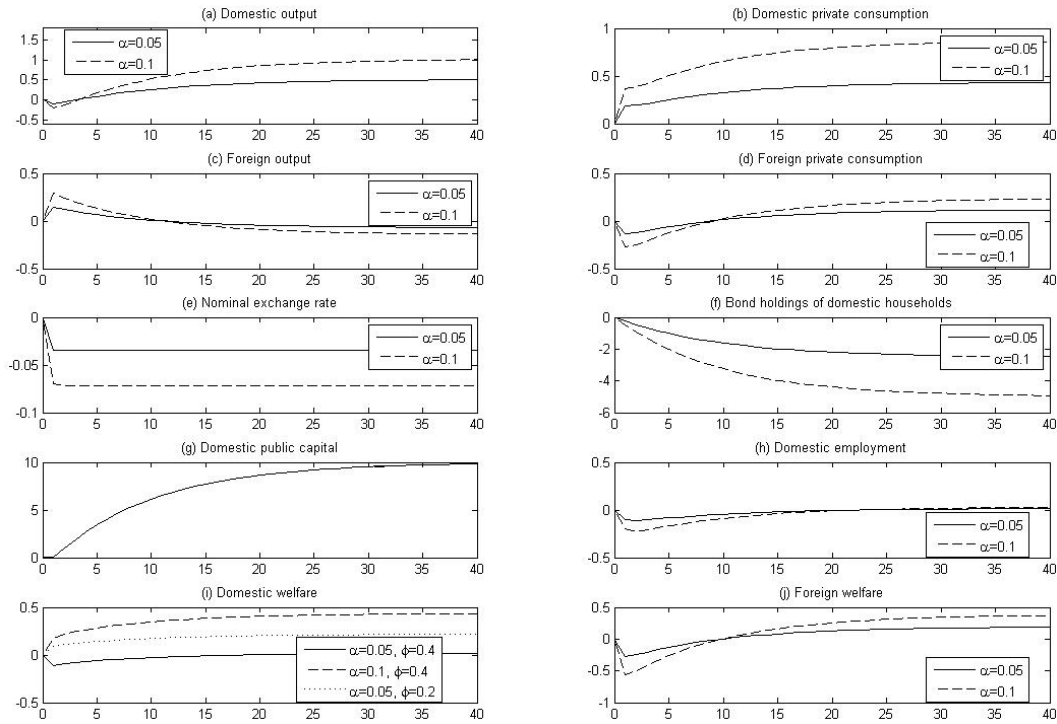 (a) Domestic output
1.5
1
0.5
0
-0.5
α=0.05
α=0.1
0 5 10 15 20 25 30 35 40
(b) Domestic private consumption
1
0.5
0
α=0.05
α=0.1
0 5 10 15 20 25 30 35 40
(c) Foreign output
0.5
0
-0.5
α=0.05
α=0.1
0 5 10 15 20 25 30 35 40
(d) Foreign private consumption
0.5
0
-0.5
α=0.05
α=0.1
0 5 10 15 20 25 30 35 40
(e) Nominal exchange rate
0
-0.05
-0.1
α=0.05
α=0.1
0 5 10 15 20 25 30 35 40
(f) Bond holdings of domestic households
0
-2
-4
-6
α=0.05
α=0.1
0 5 10 15 20 25 30 35 40
(g) Domestic public capital
10
5
0
0 5 10 15 20 25 30 35 40
(h) Domestic employment
0.5
0
-0.5
α=0.05
α=0.1
0 5 10 15 20 25 30 35 40
(i) Domestic welfare
0.5
0
-0.5
α=0.05, ϕ=0.4
α=0.1, ϕ=0.4
α=0.05, ϕ=0.2
0 5 10 15 20 25 30 35 40
(j) Foreign welfare
0.5
0
-0.5
-1
α=0.05
α=0.1
0 5 10 15 20 25 30 35 40